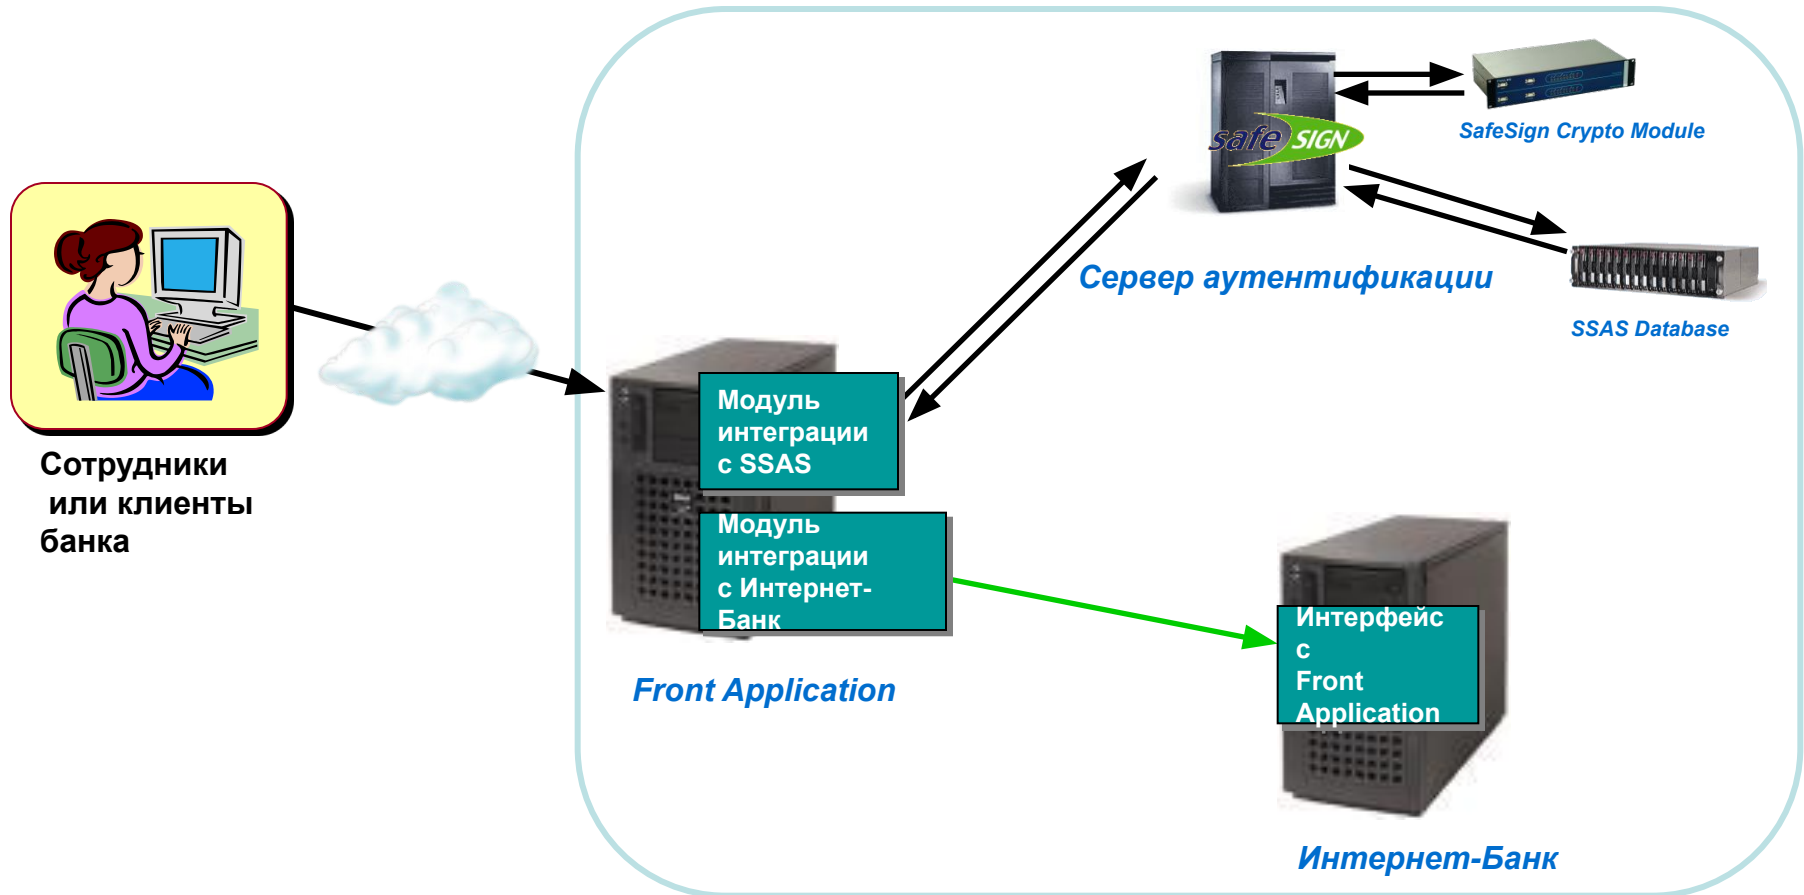 SafeSign Crypto Module
safe SIGN
Сервер аутентификации
SSAS Database
Модуль
интеграции
с SSAS
Сотрудники
или клиенты
банка
Модуль
интеграции
с Интернет-
Банк
Интерфейс
с
Front
Application
Front Application
Интернет-Банк